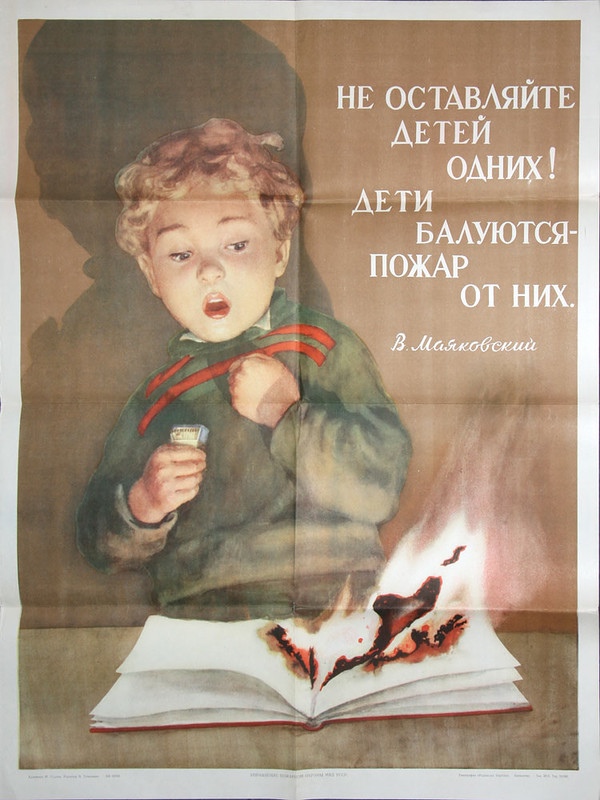 НЕ ОСТАВЛЯЙТЕ
ДЕТЕЙ
ОДНИХ!
ДЕТИ
БАЛУЮТСЯ-
ПОЖАР
ОТ НИХ.
В. Маяковский